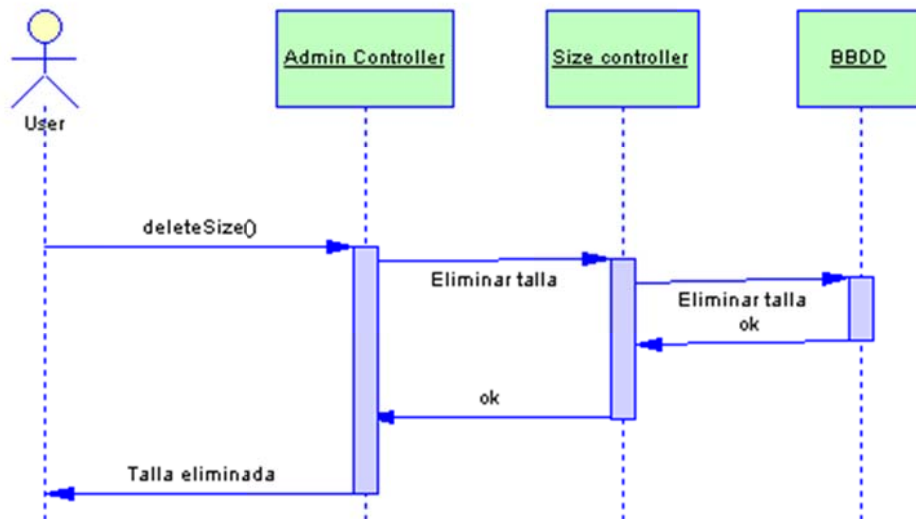 Admin Controller
Size controller
BBDD
User
deleteSize()
Eliminar talla
Eliminar talla
ok
ok
Talla eliminada